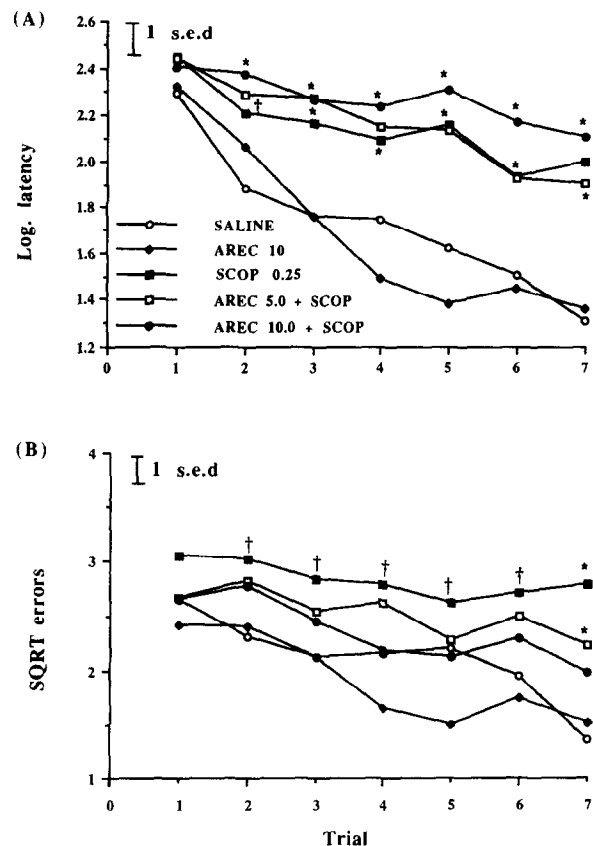 (A)
1 s.e.d
2.6
2.4
2.2
2.0
1.8
1.6
1.4
1.2
Log. latency
* * * * * * *
†
* * * * *
SALINE
AREC 10
SCOP 0.25
AREC 5.0 + SCOP
AREC 10.0 + SCOP
0 1 2 3 4 5 6 7
(B)
1 s.e.d
4
3
2
1
SQRT errors
† † † † † *
*
0 1 2 3 4 5 6 7
Trial